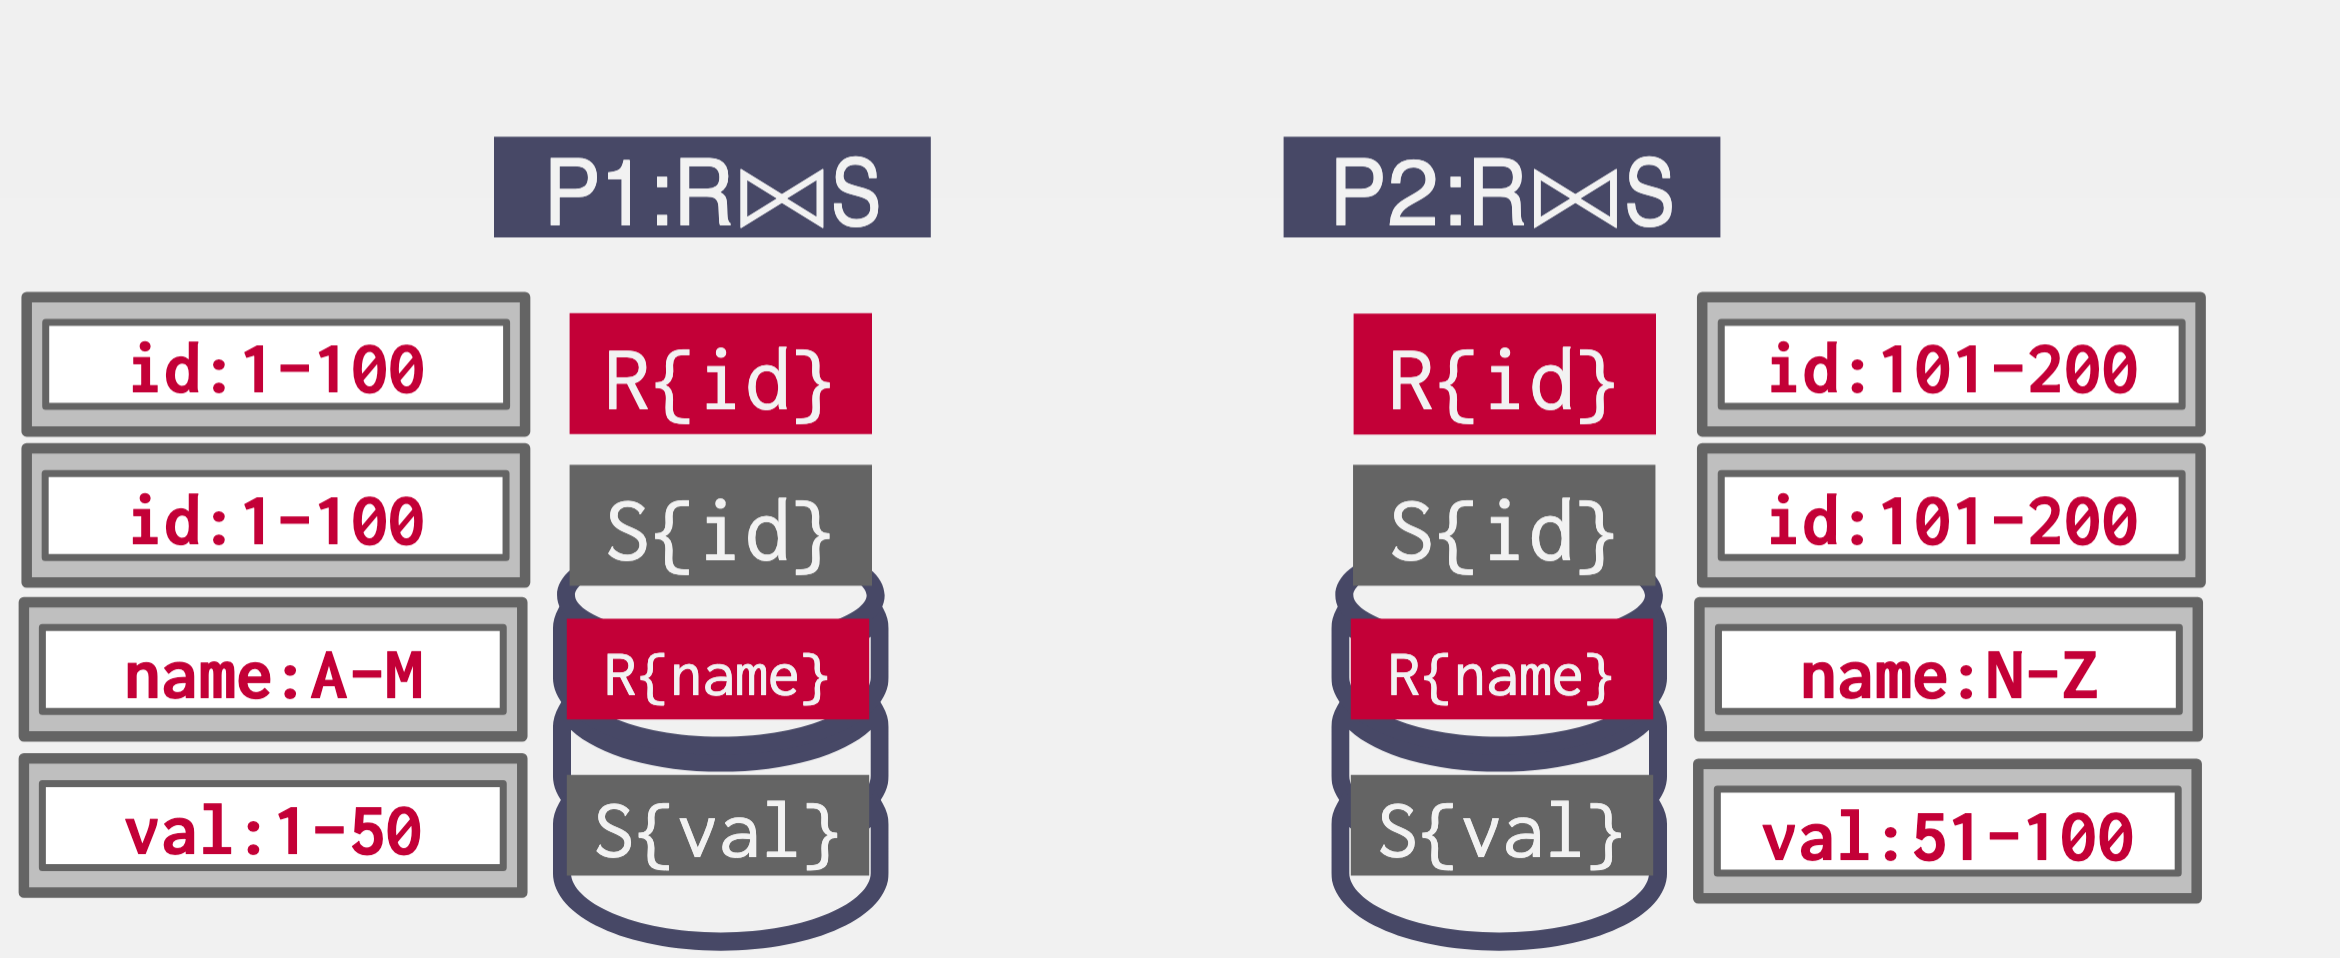 P1:R⋈S
P2:R⋈S
id:1-100
R{id}
R{id}
id:101-200
id:1-100
S{id}
S{id}
id:101-200
name:A-M
R{name}
R{name}
name:N-Z
val:1-50
S{val}
S{val}
val:51-100